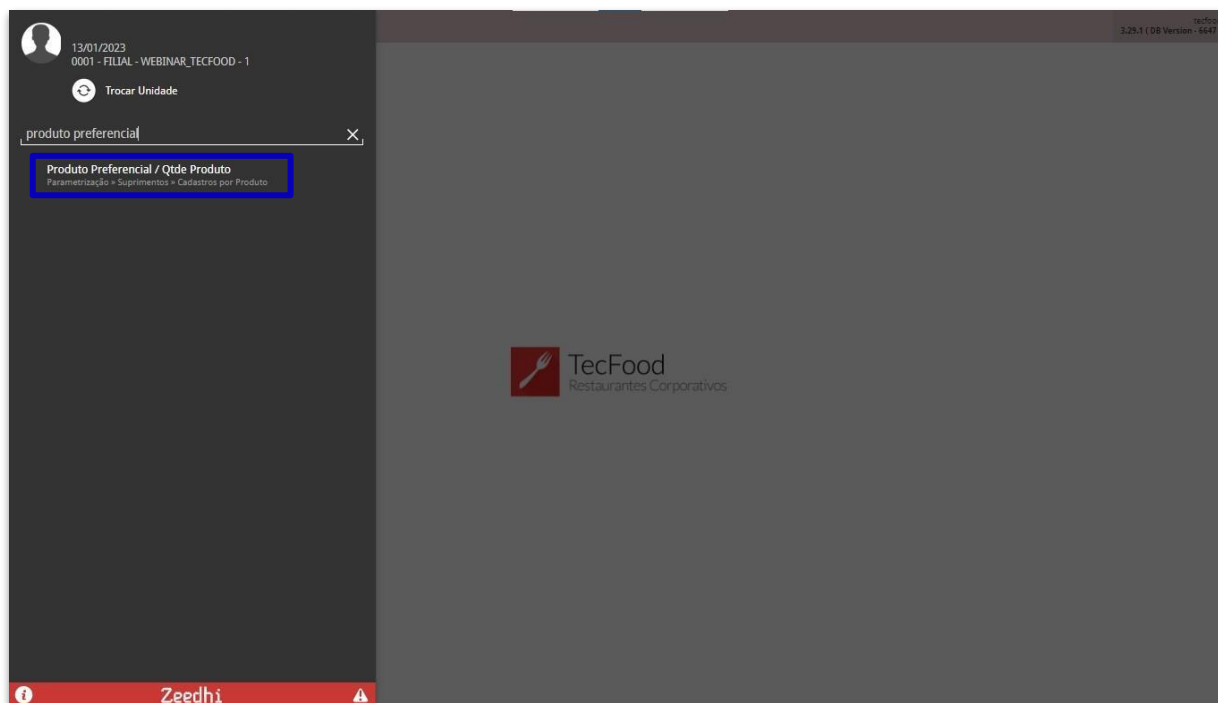 13/01/2023
0001 - FILIAL - WEBINAR_TECFOOD - 1
Trocar Unidade
produto preferencial
Produto Preferencial / Qtde Produto
Parametrização » Suprimentos » Cadastros por Produto
3.29.1 ( DB Version - 6647
TecFood
Restaurantes Corporativos
Zeedhi